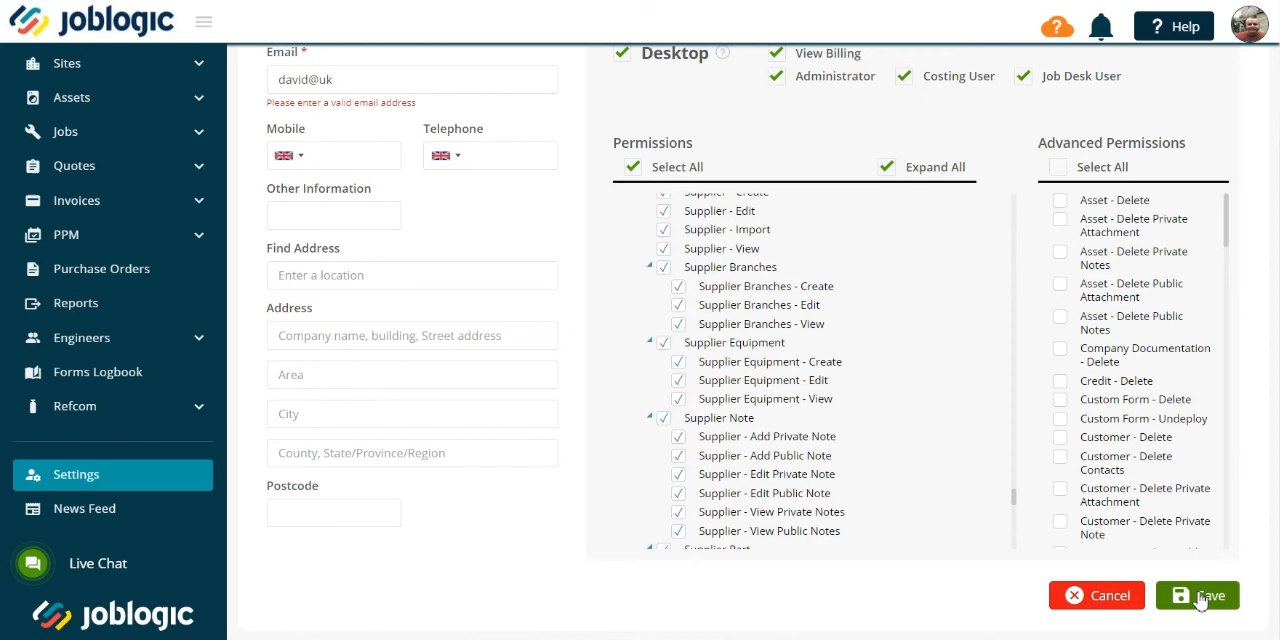 joblogic
? Help
Sites
Assets
Jobs
Quotes
Invoices
PPM
Purchase Orders
Reports
Engineers
Forms Logbook
Refcom
Settings
News Feed
Live Chat
joblogic
Email *
david@uk
Please enter a valid email address
Mobile
Telephone
Other Information
Find Address
Enter a location
Address
Company name, building, Street address
Area
City
County, State/Province/Region
Postcode
Desktop ?
View Billing
Administrator
Costing User
Job Desk User
Permissions
Select All
Expand All
Supplier - Create
Supplier - Edit
Supplier - Import
Supplier - View
Supplier Branches
Supplier Branches - Create
Supplier Branches - Edit
Supplier Branches - View
Supplier Equipment
Supplier Equipment - Create
Supplier Equipment - Edit
Supplier Equipment - View
Supplier Note
Supplier - Add Private Note
Supplier - Add Public Note
Supplier - Edit Private Note
Supplier - Edit Public Note
Supplier - View Private Notes
Supplier - View Public Notes
Supplier Part
Advanced Permissions
Select All
Asset - Delete
Asset - Delete Private
Attachment
Asset - Delete Private
Notes
Asset - Delete Public
Attachment
Asset - Delete Public
Notes
Company Documentation
- Delete
Credit - Delete
Custom Form - Delete
Custom Form - Undeploy
Customer - Delete
Customer - Delete
Contacts
Customer - Delete Private
Attachment
Customer - Delete Private
Note
Cancel
Save